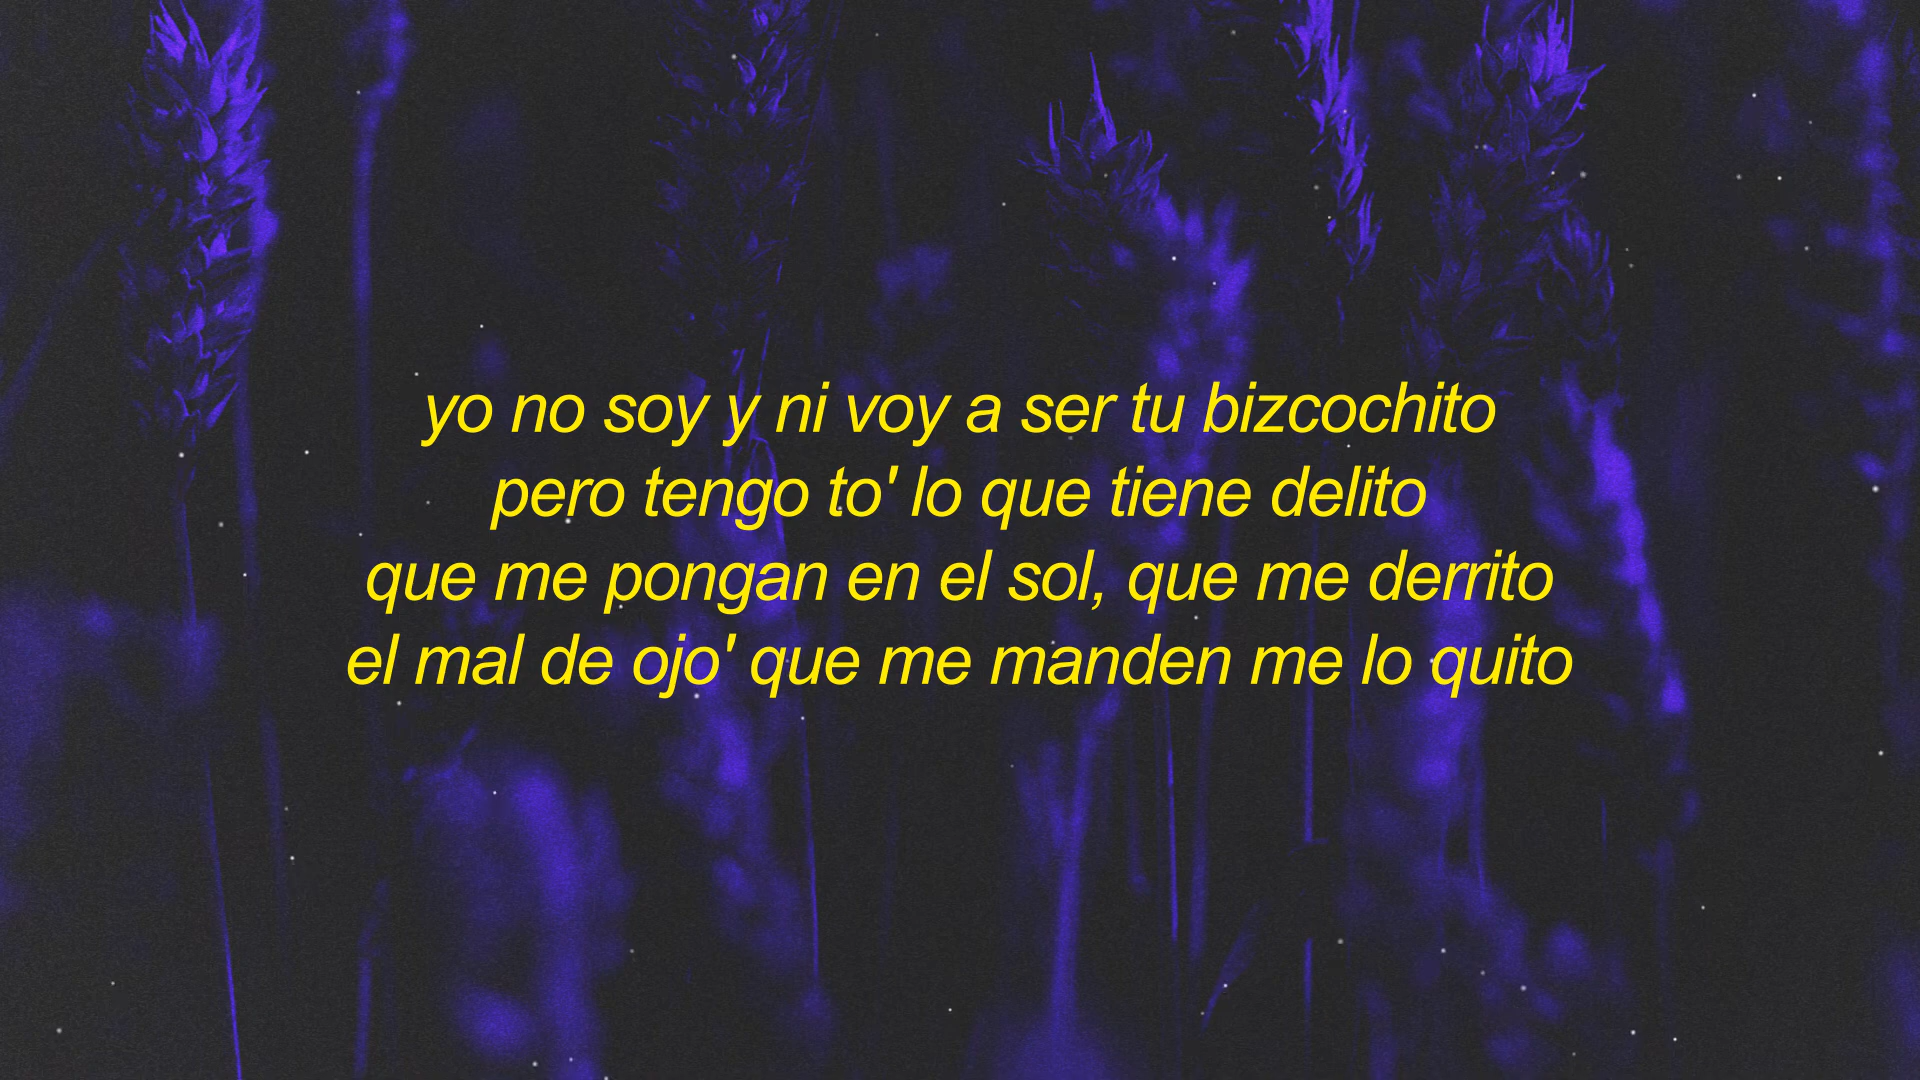 yo no soy y ni voy a ser tu bizcochito
pero tengo to' lo que tiene delito
que me pongan en el sol, que me derrito
el mal de ojo' que me manden me lo quito